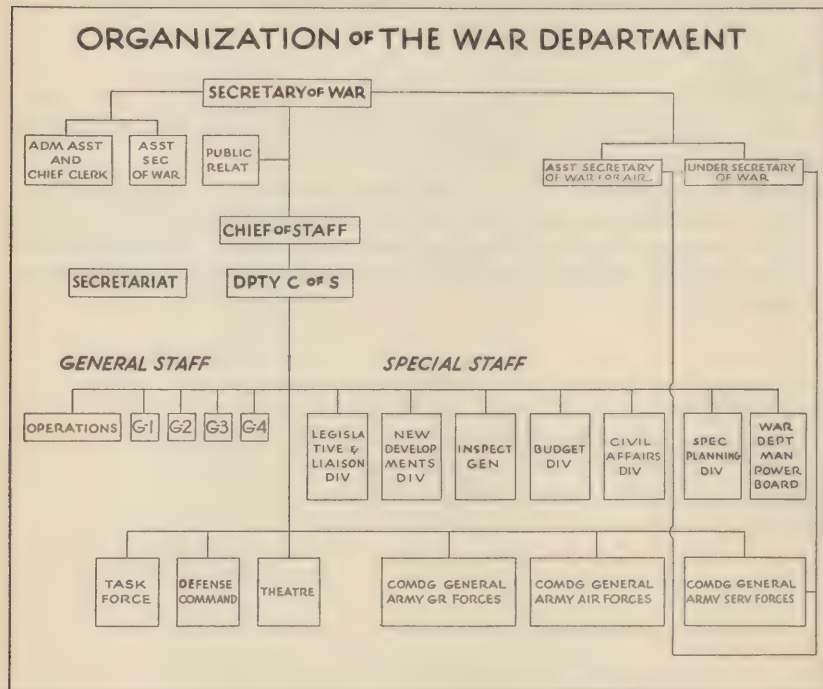 ORGANIZATION OF THE WAR DEPARTMENT
SECRETARY OF WAR
ADM ASST
AND
CHIEF CLERK
ASST
SEC
OF WAR
PUBLIC
RELAT
ASST SECRETARY
OF WAR FOR AIR
UNDER SECRETARY
OF WAR
CHIEF OF STAFF
SECRETARIAT
DPTY C OF S
GENERAL STAFF
SPECIAL STAFF
OPERATIONS
G-1
G-2
G-3
G-4
LEGISLA
TIVE &
LIAISON
DIV
NEW
DEVELOP
MENTS DIV
INSPECT
GEN
BUDGET
DIV
CIVIL
AFFAIRS
DIV
SPEC
PLANNING
DIV
WAR
DEPT
MAN
POWER
BOARD
TASK
FORCE
DEFENSE
COMMAND
THEATRE
COMDG GENERAL
ARMY GR FORCES
COMDG GENERAL
ARMY AIR FORCES
COMDG GENERAL
ARMY SERV FORCES